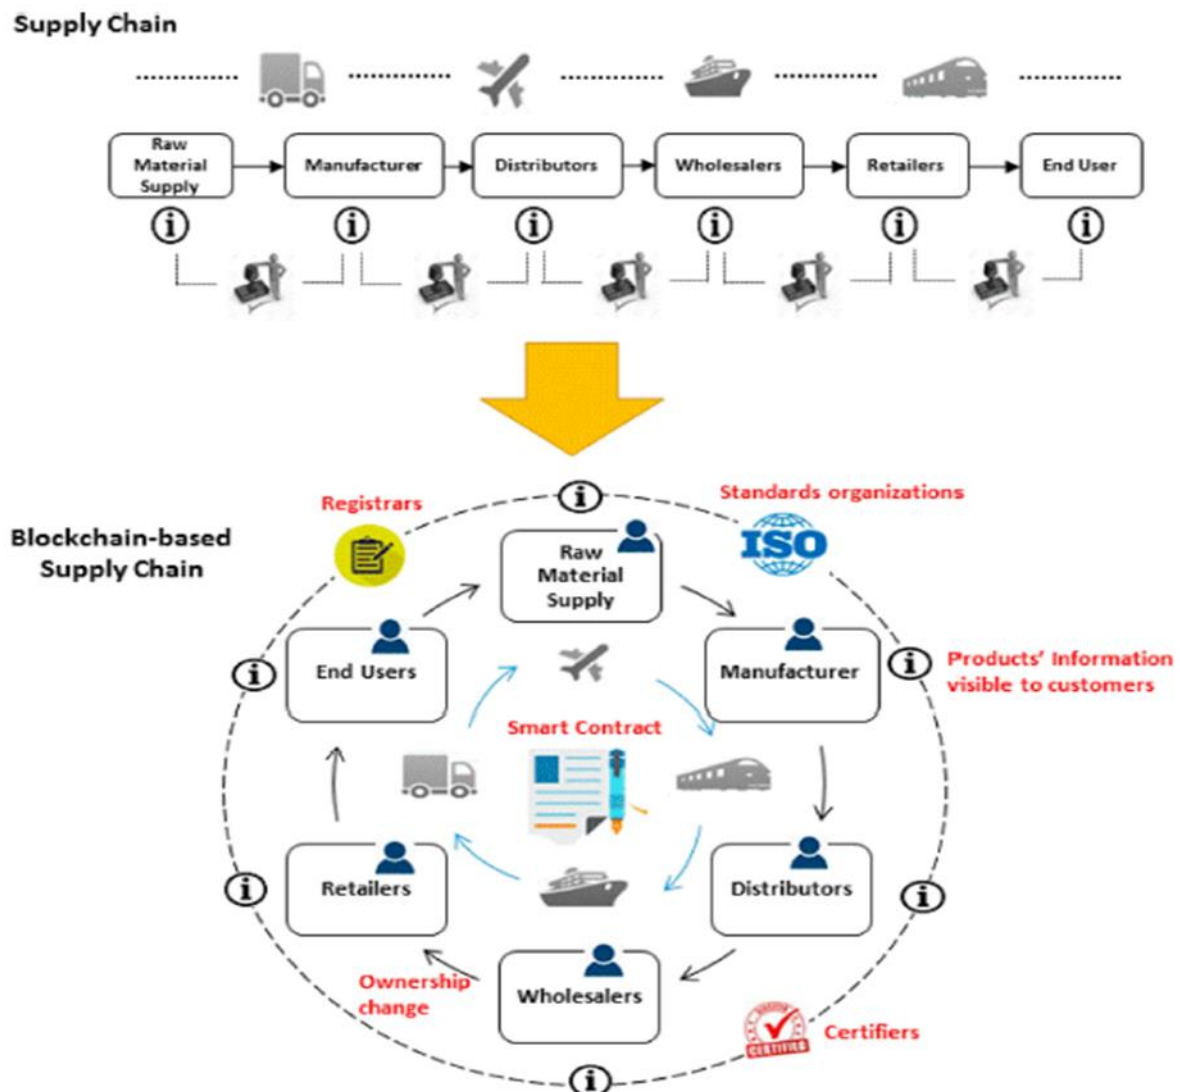 Supply Chain
Raw
Material
Supply
Manufacturer
Distributors
Wholesalers
Retailers
End User
i
i
i
i
i
i
Blockchain-based
Supply Chain
Registrars
i
Standards organizations
ISO
Raw
Material
Supply
End Users
Manufacturer
i
i
Products' Information
visible to customers
Smart Contract
Retailers
Distributors
i
i
Ownership
change
Wholesalers
CERTIFIED
Certifiers
i